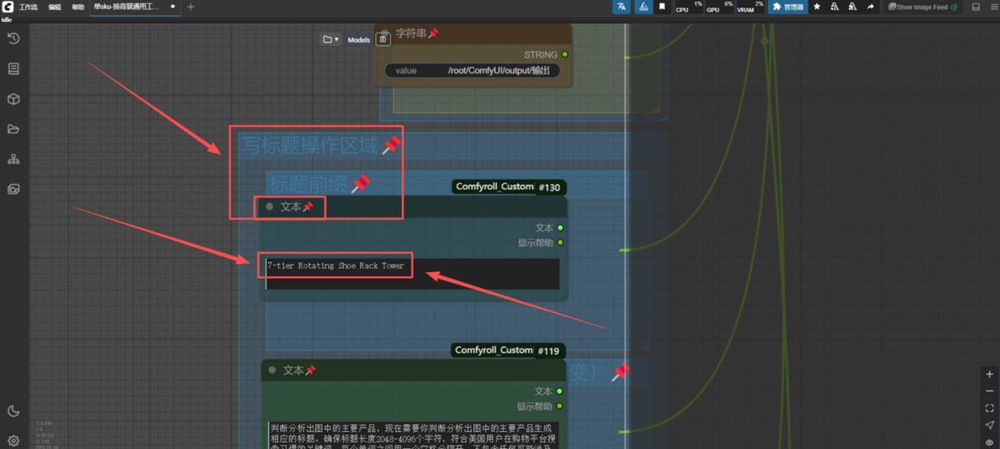 工作流 编辑 帮助 单sku-换背景通用工... CPU 1% GPU 0% VRAM 2% 管理器 Show Image Feed
Idle
Models
字符串
STRING
value /root/ComfyUI/output/输出
写标题操作区域
标题前缀
Comfyroll_Custom #130
文本
文本
显示帮助
7-tier Rotating Shoe Rack Tower
Comfyroll_Custom #119
文本
变)
文本
显示帮助
判断分析出图中的主要产品，现在需要你判断分析出图中的主要产品生成
相应的标题。确保标题长度2048-4096个字符，符合美国用户在购物平台搜
T: 0.00s
I: 0
V: 130